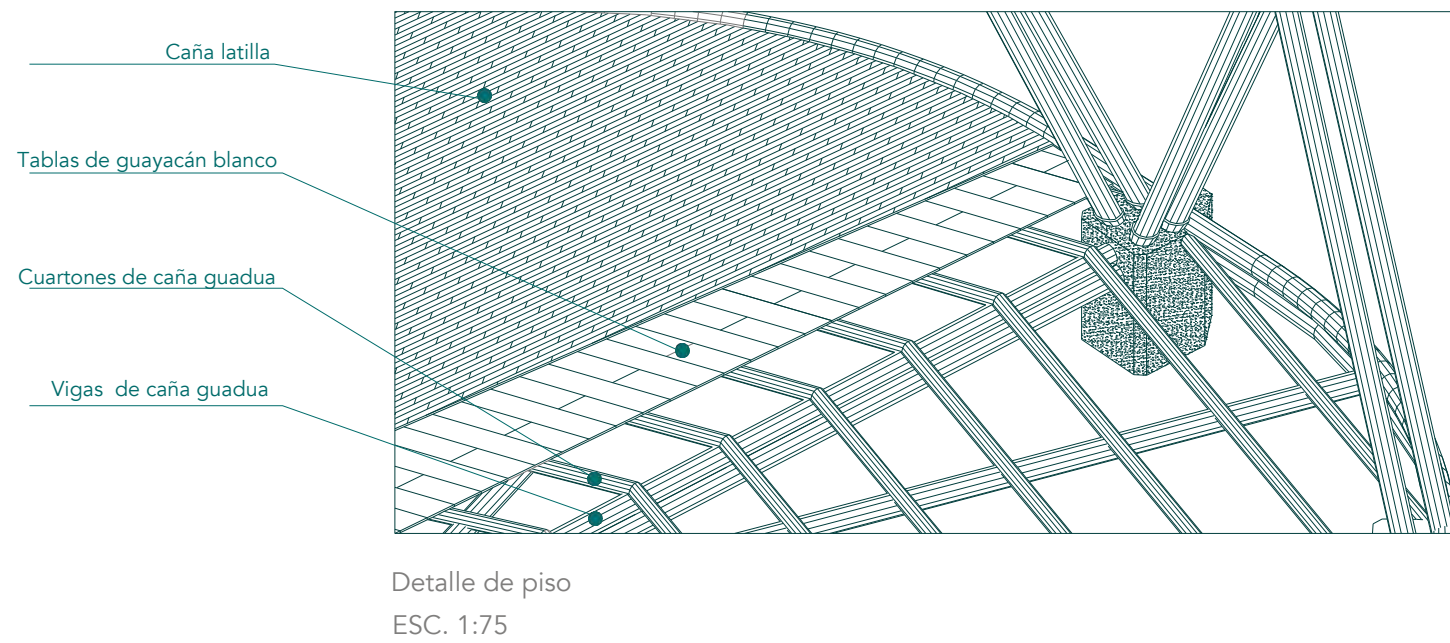 Caña latilla
Tablas de guayacán blanco
Cuartones de caña guadua
Vigas de caña guadua
Detalle de piso
ESC. 1:75